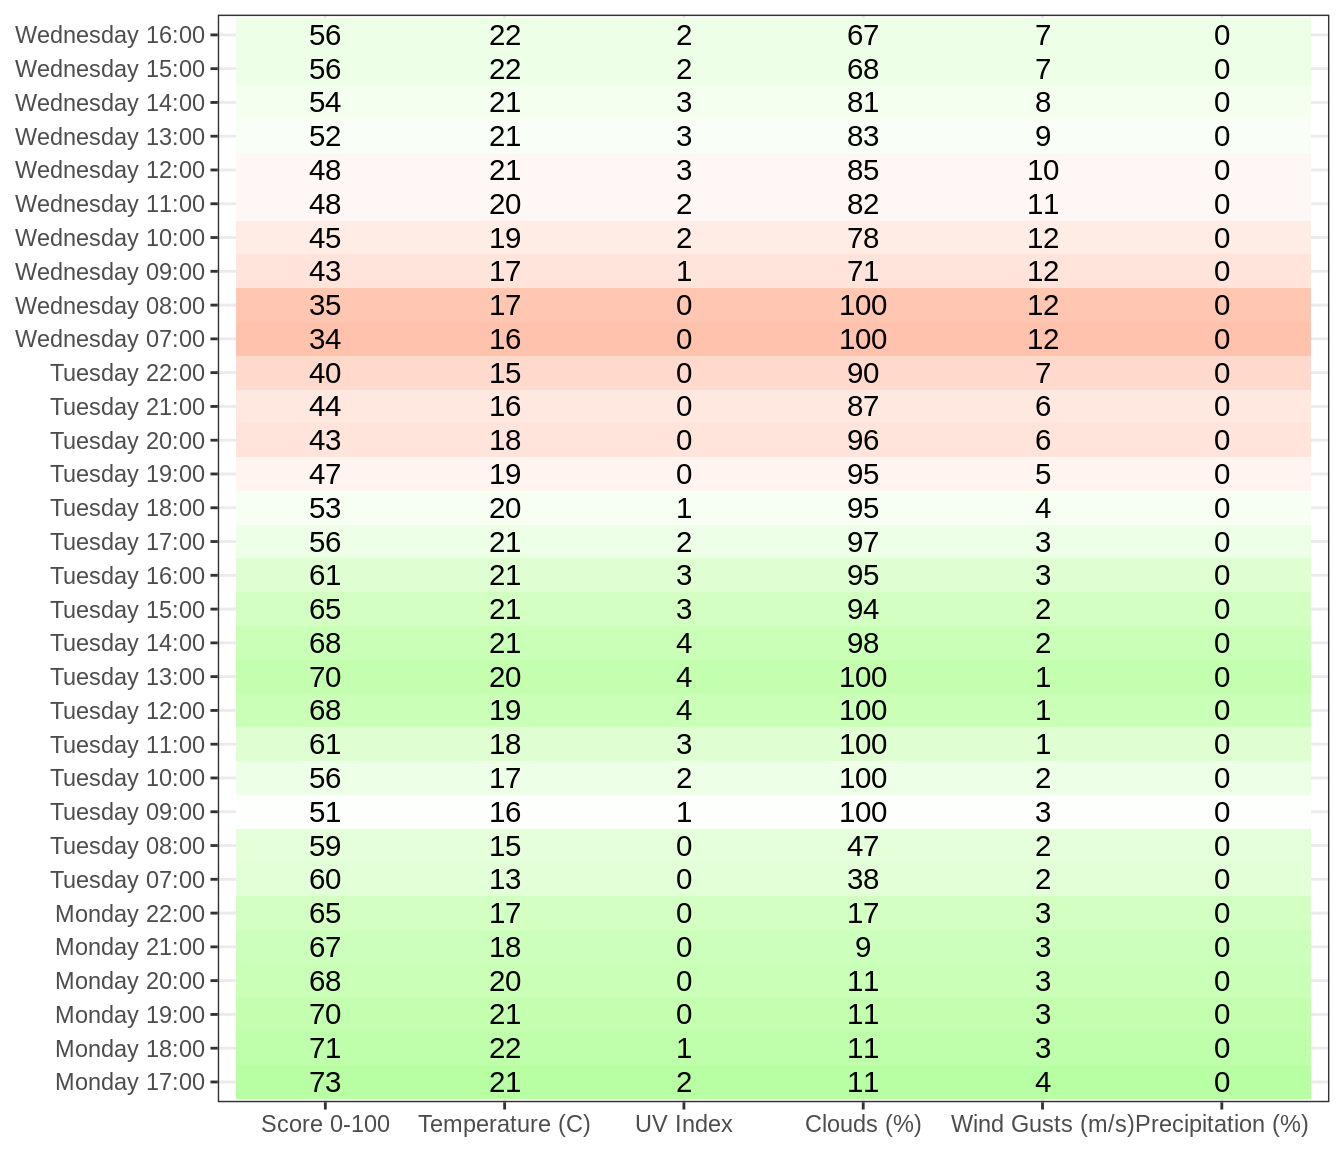 Wednesday 16:00 56 22 2 67 7 0
Wednesday 15:00 56 22 2 68 7 0
Wednesday 14:00 54 21 3 81 8 0
Wednesday 13:00 52 21 3 83 9 0
Wednesday 12:00 48 21 3 85 10 0
Wednesday 11:00 48 20 2 82 11 0
Wednesday 10:00 45 19 2 78 12 0
Wednesday 09:00 43 17 1 71 12 0
Wednesday 08:00 35 17 0 100 12 0
Wednesday 07:00 34 16 0 100 12 0
Tuesday 22:00 40 15 0 90 7 0
Tuesday 21:00 44 16 0 87 6 0
Tuesday 20:00 43 18 0 96 6 0
Tuesday 19:00 47 19 0 95 5 0
Tuesday 18:00 53 20 1 95 4 0
Tuesday 17:00 56 21 2 97 3 0
Tuesday 16:00 61 21 3 95 3 0
Tuesday 15:00 65 21 3 94 2 0
Tuesday 14:00 68 21 4 98 2 0
Tuesday 13:00 70 20 4 100 1 0
Tuesday 12:00 68 19 4 100 1 0
Tuesday 11:00 61 18 3 100 1 0
Tuesday 10:00 56 17 2 100 2 0
Tuesday 09:00 51 16 1 100 3 0
Tuesday 08:00 59 15 0 47 2 0
Tuesday 07:00 60 13 0 38 2 0
Monday 22:00 65 17 0 17 3 0
Monday 21:00 67 18 0 9 3 0
Monday 20:00 68 20 0 11 3 0
Monday 19:00 70 21 0 11 3 0
Monday 18:00 71 22 1 11 3 0
Monday 17:00 73 21 2 11 4 0
Score 0-100 Temperature (C) UV Index Clouds (%) Wind Gusts (m/s) Precipitation (%)